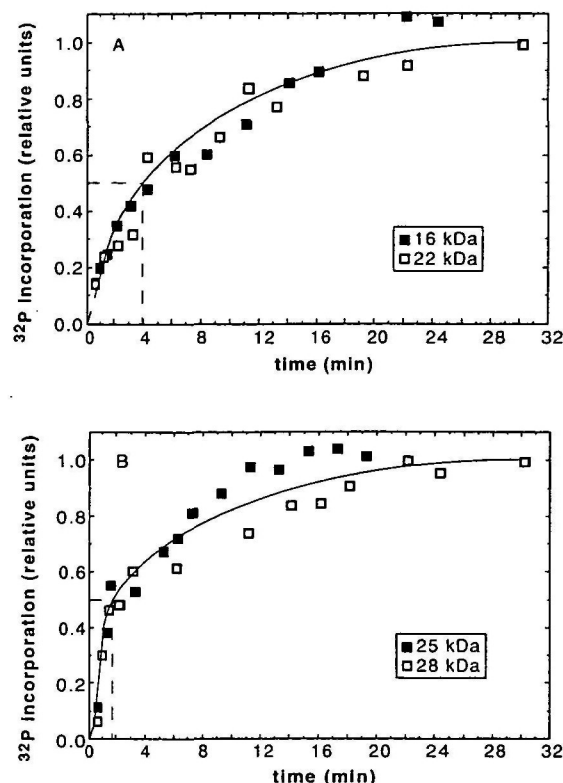 A
³²P incorporation (relative units)
1.0
0.8
0.6
0.4
0.2
0.0
■ 16 kDa
□ 22 kDa
0 4 8 12 16 20 24 28 32
time (min)
B
³²P incorporation (relative units)
1.0
0.8
0.6
0.4
0.2
0.0
■ 25 kDa
□ 28 kDa
0 4 8 12 16 20 24 28 32
time (min)